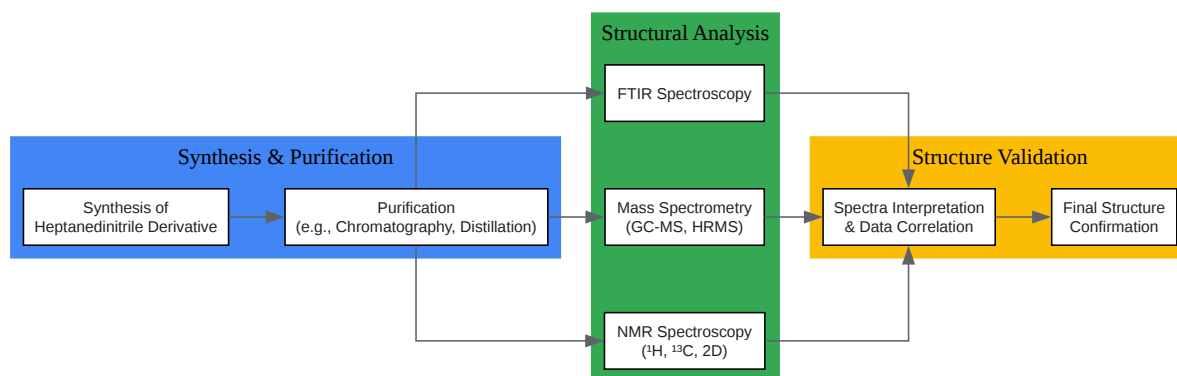 Structural Analysis
FTIR Spectroscopy
Synthesis & Purification
Structure Validation
Synthesis of
Heptanedinitrile Derivative
Purification
(e.g., Chromatography, Distillation)
Mass Spectrometry
(GC-MS, HRMS)
Spectra Interpretation
& Data Correlation
Final Structure
Confirmation
NMR Spectroscopy
(¹H, ¹³C, 2D)